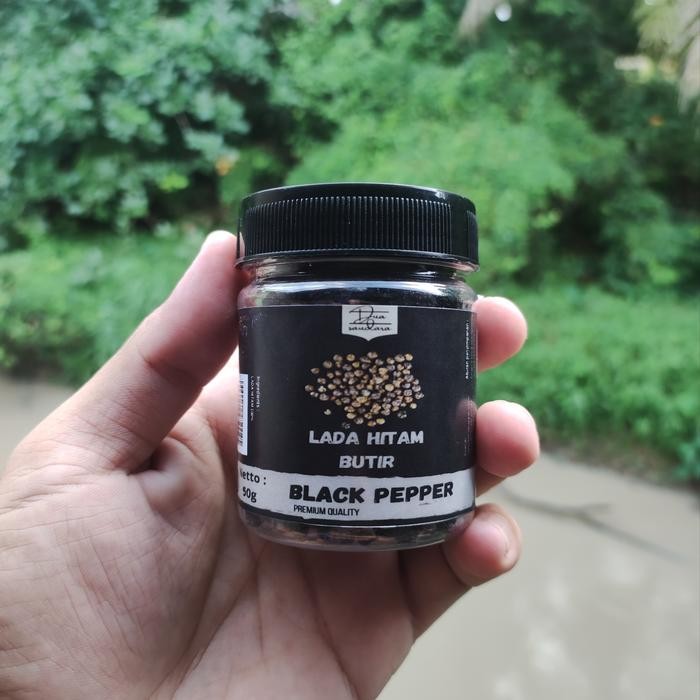 Dua
saudara
LADA HITAM
BUTIR
Netto :
50g
BLACK PEPPER
PREMIUM QUALITY